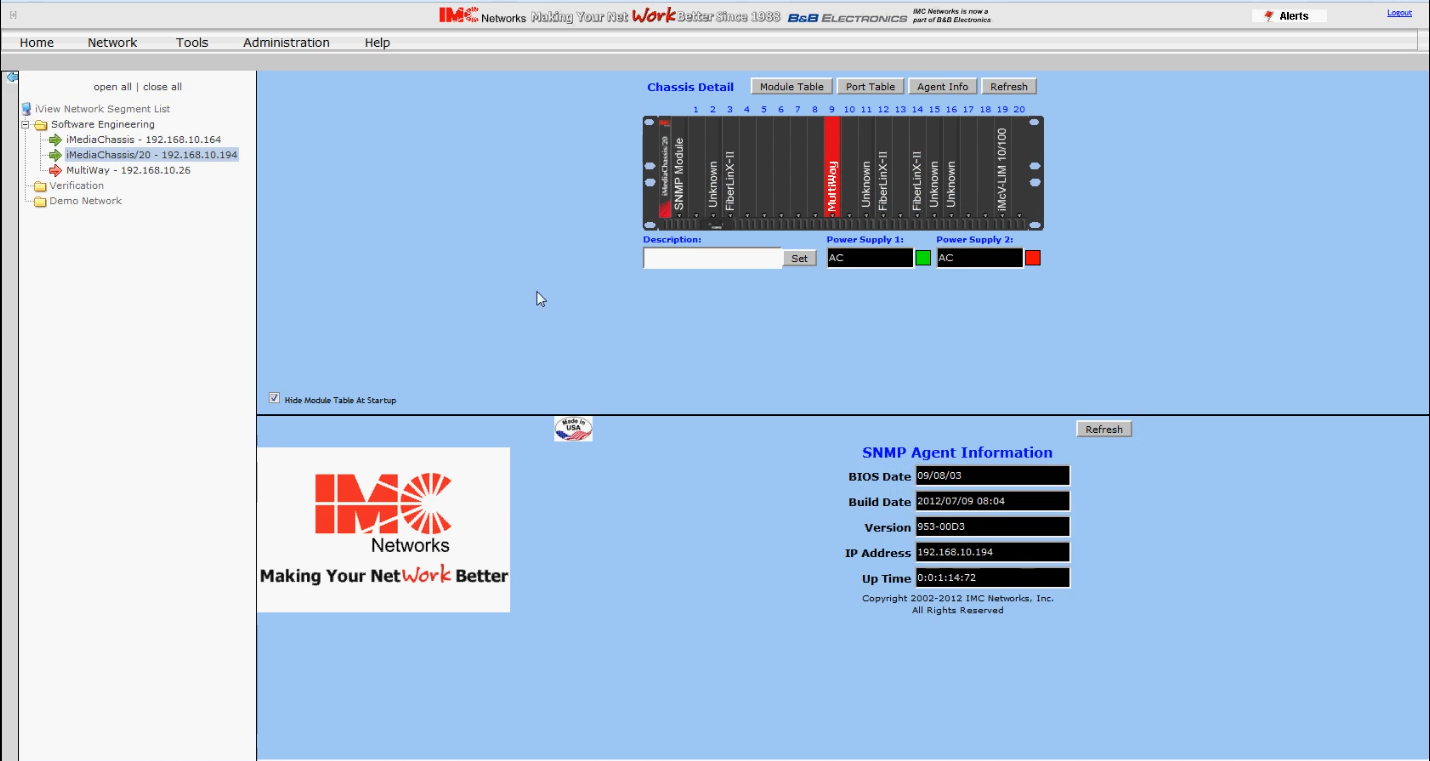 [-]
IMC Networks Making Your Net Work Better Since 1988 B&B ELECTRONICS IMC Networks is now a
part of B&B Electronics
Alerts
Logout
Home Network Tools Administration Help
open all | close all
iView Network Segment List
Software Engineering
iMediaChassis - 192.168.10.164
iMediaChassis/20 - 192.168.10.194
MultiWay - 192.168.10.26
Verification
Demo Network
Chassis Detail Module Table Port Table Agent Info Refresh
1 2 3 4 5 6 7 8 9 10 11 12 13 14 15 16 17 18 19 20
IMC
iMediaChassis/20
SNMP Module
Unknown
FiberLinX-II
MultiWay
Unknown
FiberLinX-II
FiberLinX-II
Unknown
Unknown
iMcV-LIM 10/100
Description: Power Supply 1: Power Supply 2:
Set AC AC
Hide Module Table At Startup
Made in
USA
Refresh
IMC
Networks
Making Your NetWork Better
SNMP Agent Information
BIOS Date 09/08/03
Build Date 2012/07/09 08:04
Version 953-00D3
IP Address 192.168.10.194
Up Time 0:0:1:14:72
Copyright 2002-2012 IMC Networks, Inc.
All Rights Reserved